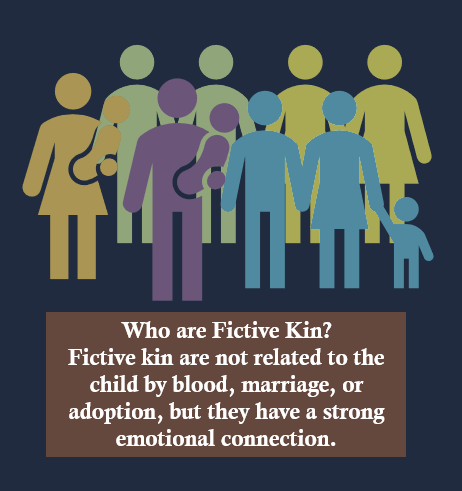 Who are Fictive Kin?
Fictive kin are not related to the
child by blood, marriage, or
adoption, but they have a strong
emotional connection.